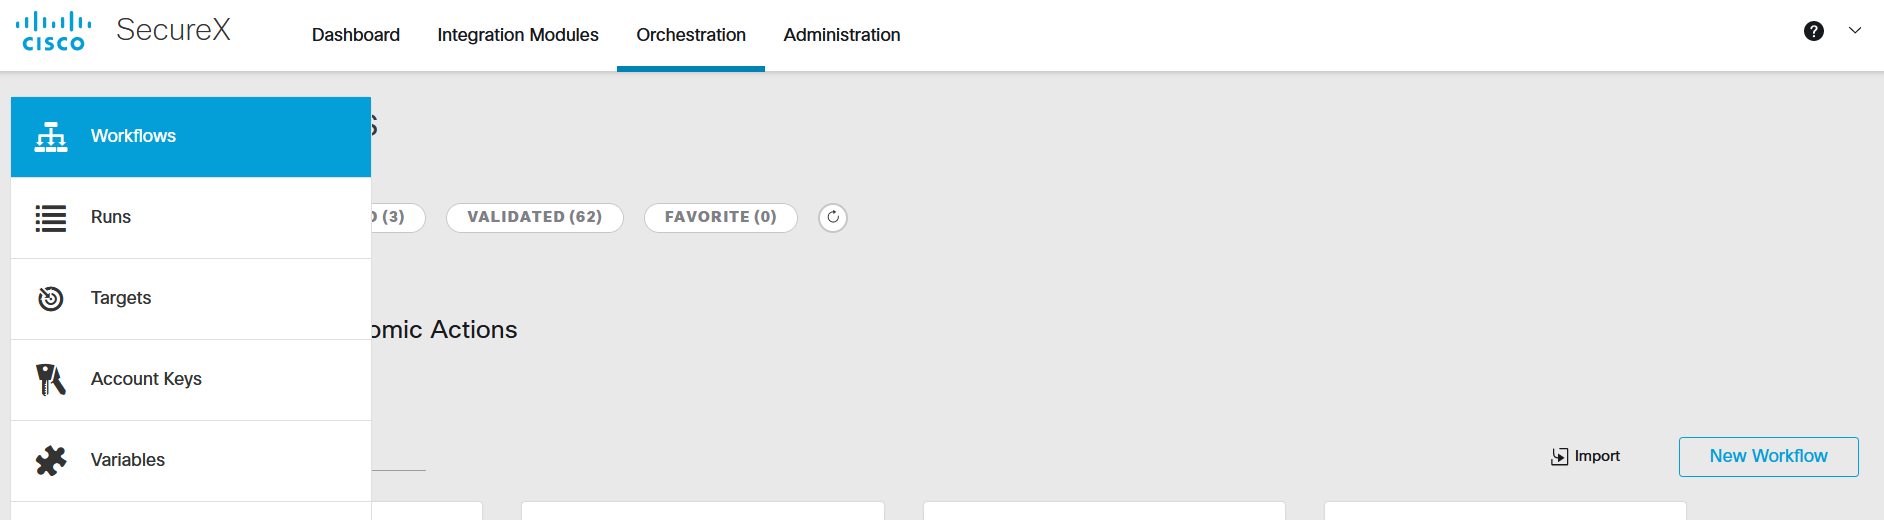 CISCO SecureX Dashboard Integration Modules Orchestration Administration ?
Workflows
Runs
(3) VALIDATED (62) FAVORITE (0)
Targets
omic Actions
Account Keys
Variables
Import New Workflow